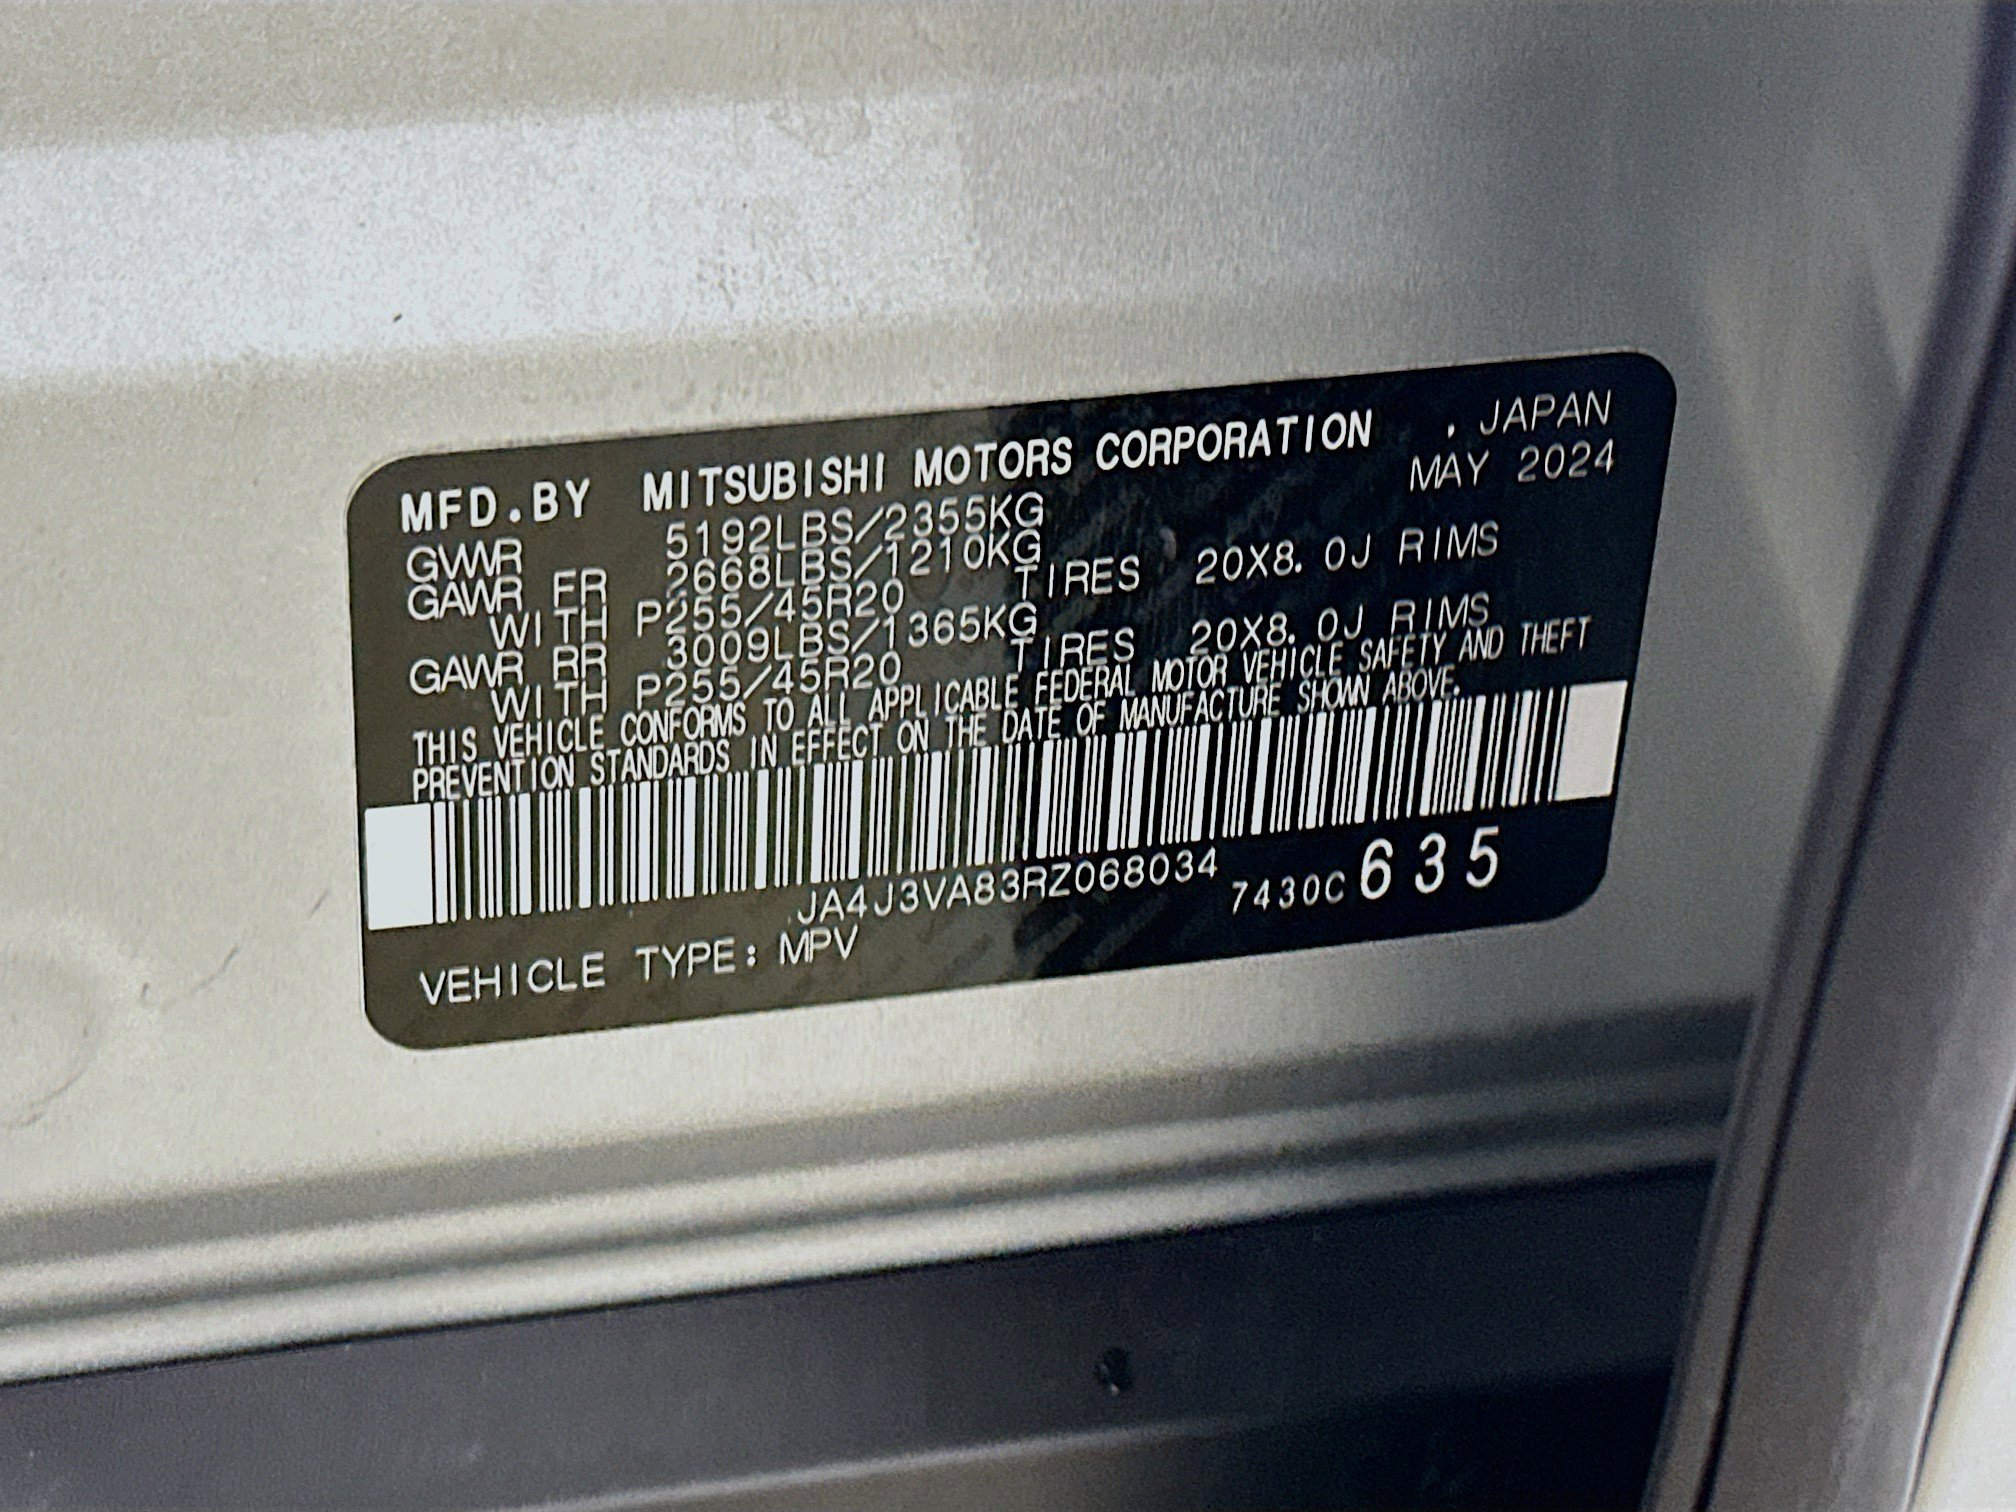 MFD.BY MITSUBISHI MOTORS CORPORATION . JAPAN
MAY 2024
GVWR 5192LBS/2355KG
GAWR FR 2668LBS/1210KG
WITH P255/45R20 TIRES 20X8.0J RIMS
GAWR RR 3009LBS/1365KG
WITH P255/45R20 TIRES 20X8.0J RIMS
THIS VEHICLE CONFORMS TO ALL APPLICABLE FEDERAL MOTOR VEHICLE SAFETY AND THEFT
PREVENTION STANDARDS IN EFFECT ON THE DATE OF MANUFACTURE SHOWN ABOVE.
JA4J3VA83RZ068034 7430C 635
VEHICLE TYPE: MPV